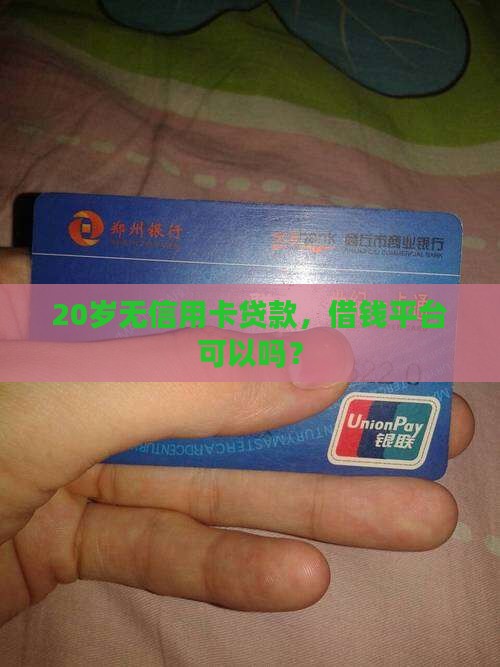 郑州银行
商丘市商业银行
20岁无信用卡贷款，借钱平台
可以吗？
UnionPay
银联